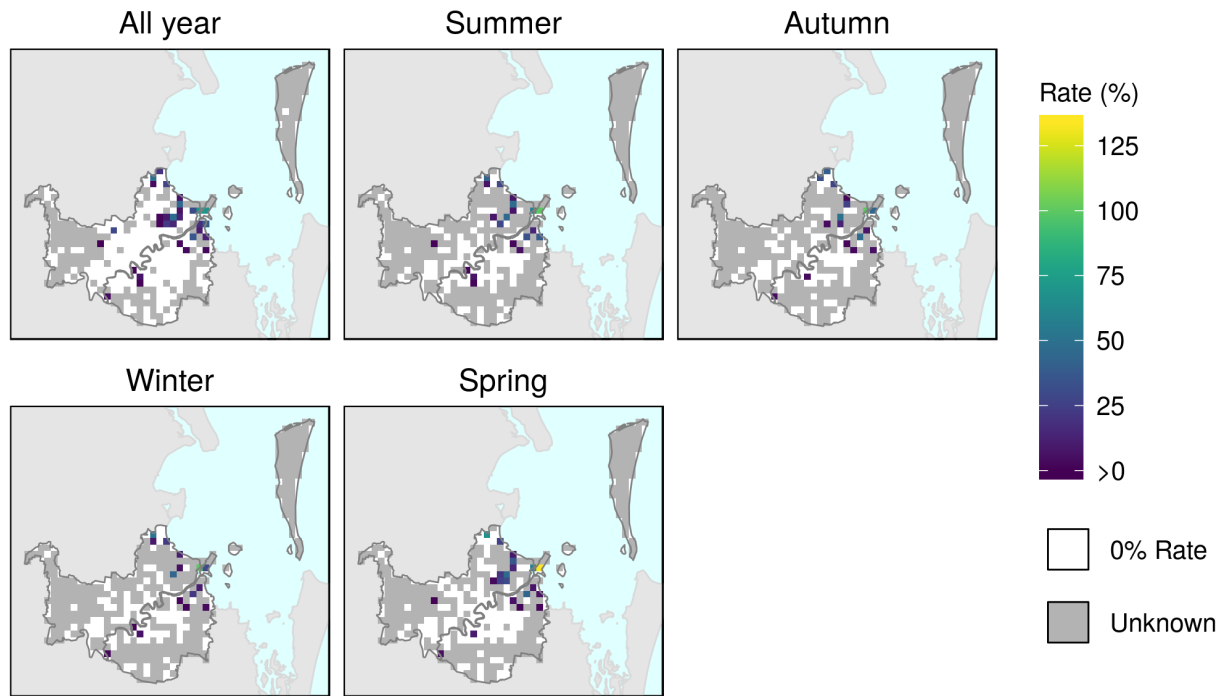 All year
Summer
Autumn
Rate (%)
125
100
75
50
25
>0
Winter
Spring
0% Rate
Unknown